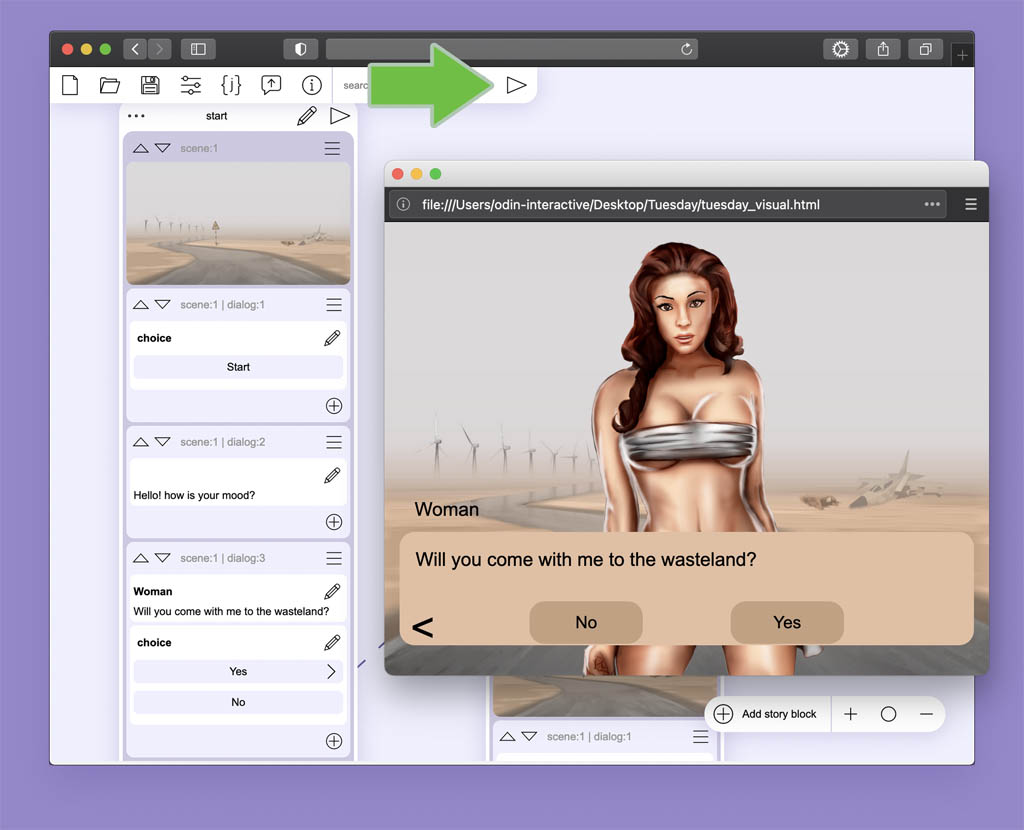 searc
start
scene:1
scene:1 | dialog:1
choice
Start
scene:1 | dialog:2
Hello! how is your mood?
scene:1 | dialog:3
Woman
Will you come with me to the wasteland?
choice
Yes
No
file:///Users/odin-interactive/Desktop/Tuesday/tuesday_visual.html
Woman
Will you come with me to the wasteland?
No
Yes
Add story block
scene:1 | dialog:1